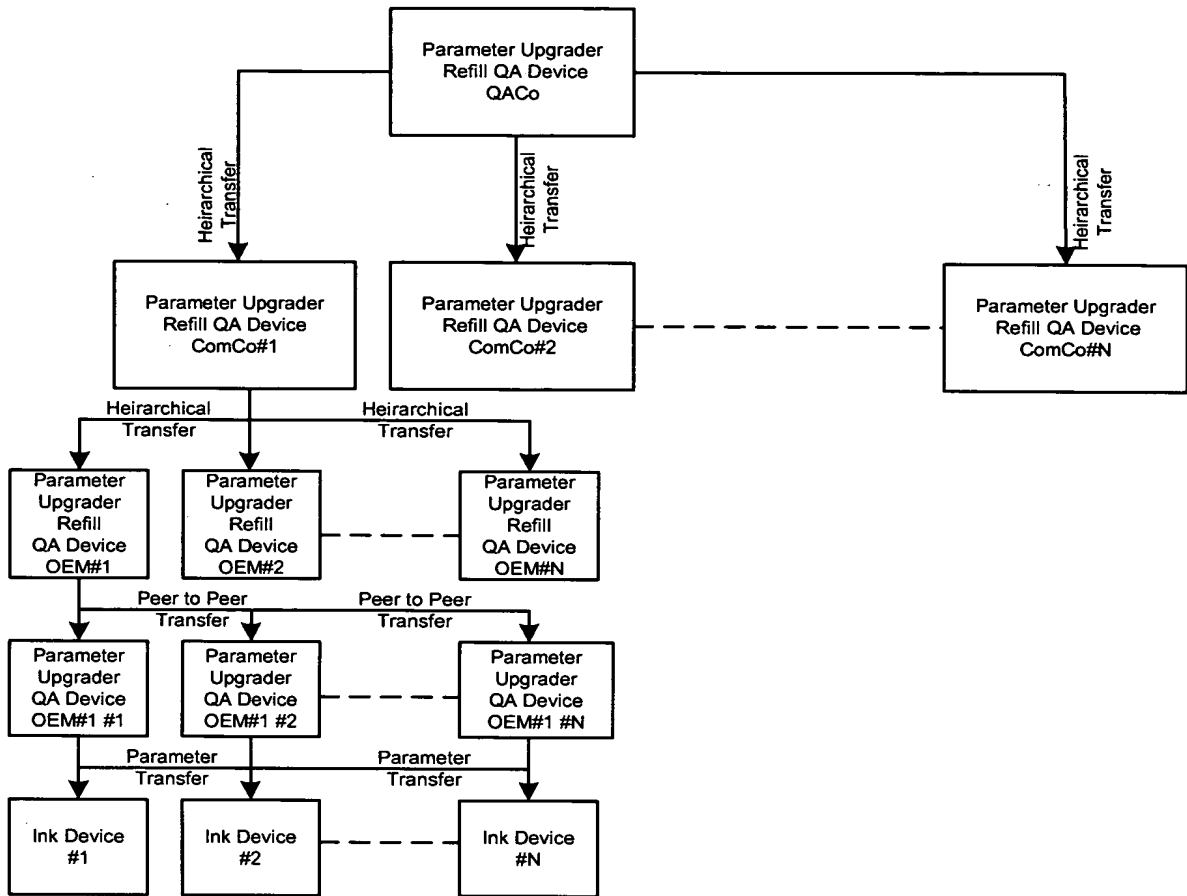 Parameter Upgrader
Refill QA Device
QACo
Heirarchical
Transfer
Heirarchical
Transfer
Heirarchical
Transfer
Parameter Upgrader
Refill QA Device
ComCo#1
Parameter Upgrader
Refill QA Device
ComCo#2
Parameter Upgrader
Refill QA Device
ComCo#N
Heirarchical
Transfer
Heirarchical
Transfer
Parameter
Upgrader
Refill
QA Device
OEM#1
Parameter
Upgrader
Refill
QA Device
OEM#2
Parameter
Upgrader
Refill
QA Device
OEM#N
Peer to Peer
Transfer
Peer to Peer
Transfer
Parameter
Upgrader
QA Device
OEM#1 #1
Parameter
Upgrader
QA Device
OEM#1 #2
Parameter
Upgrader
QA Device
OEM#1 #N
Parameter
Transfer
Parameter
Transfer
Ink Device
#1
Ink Device
#2
Ink Device
#N